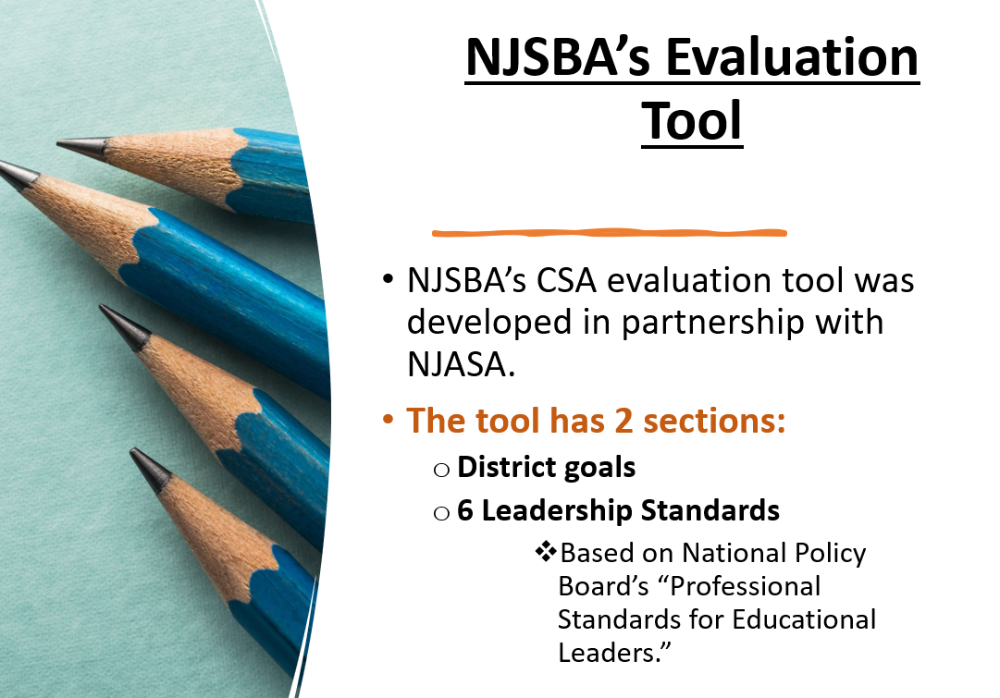 NJSBA’s Evaluation
Tool
• NJSBA’s CSA evaluation tool was
developed in partnership with
NJASA.
• The tool has 2 sections:
o District goals
o 6 Leadership Standards
❖Based on National Policy
Board’s “Professional
Standards for Educational
Leaders.”